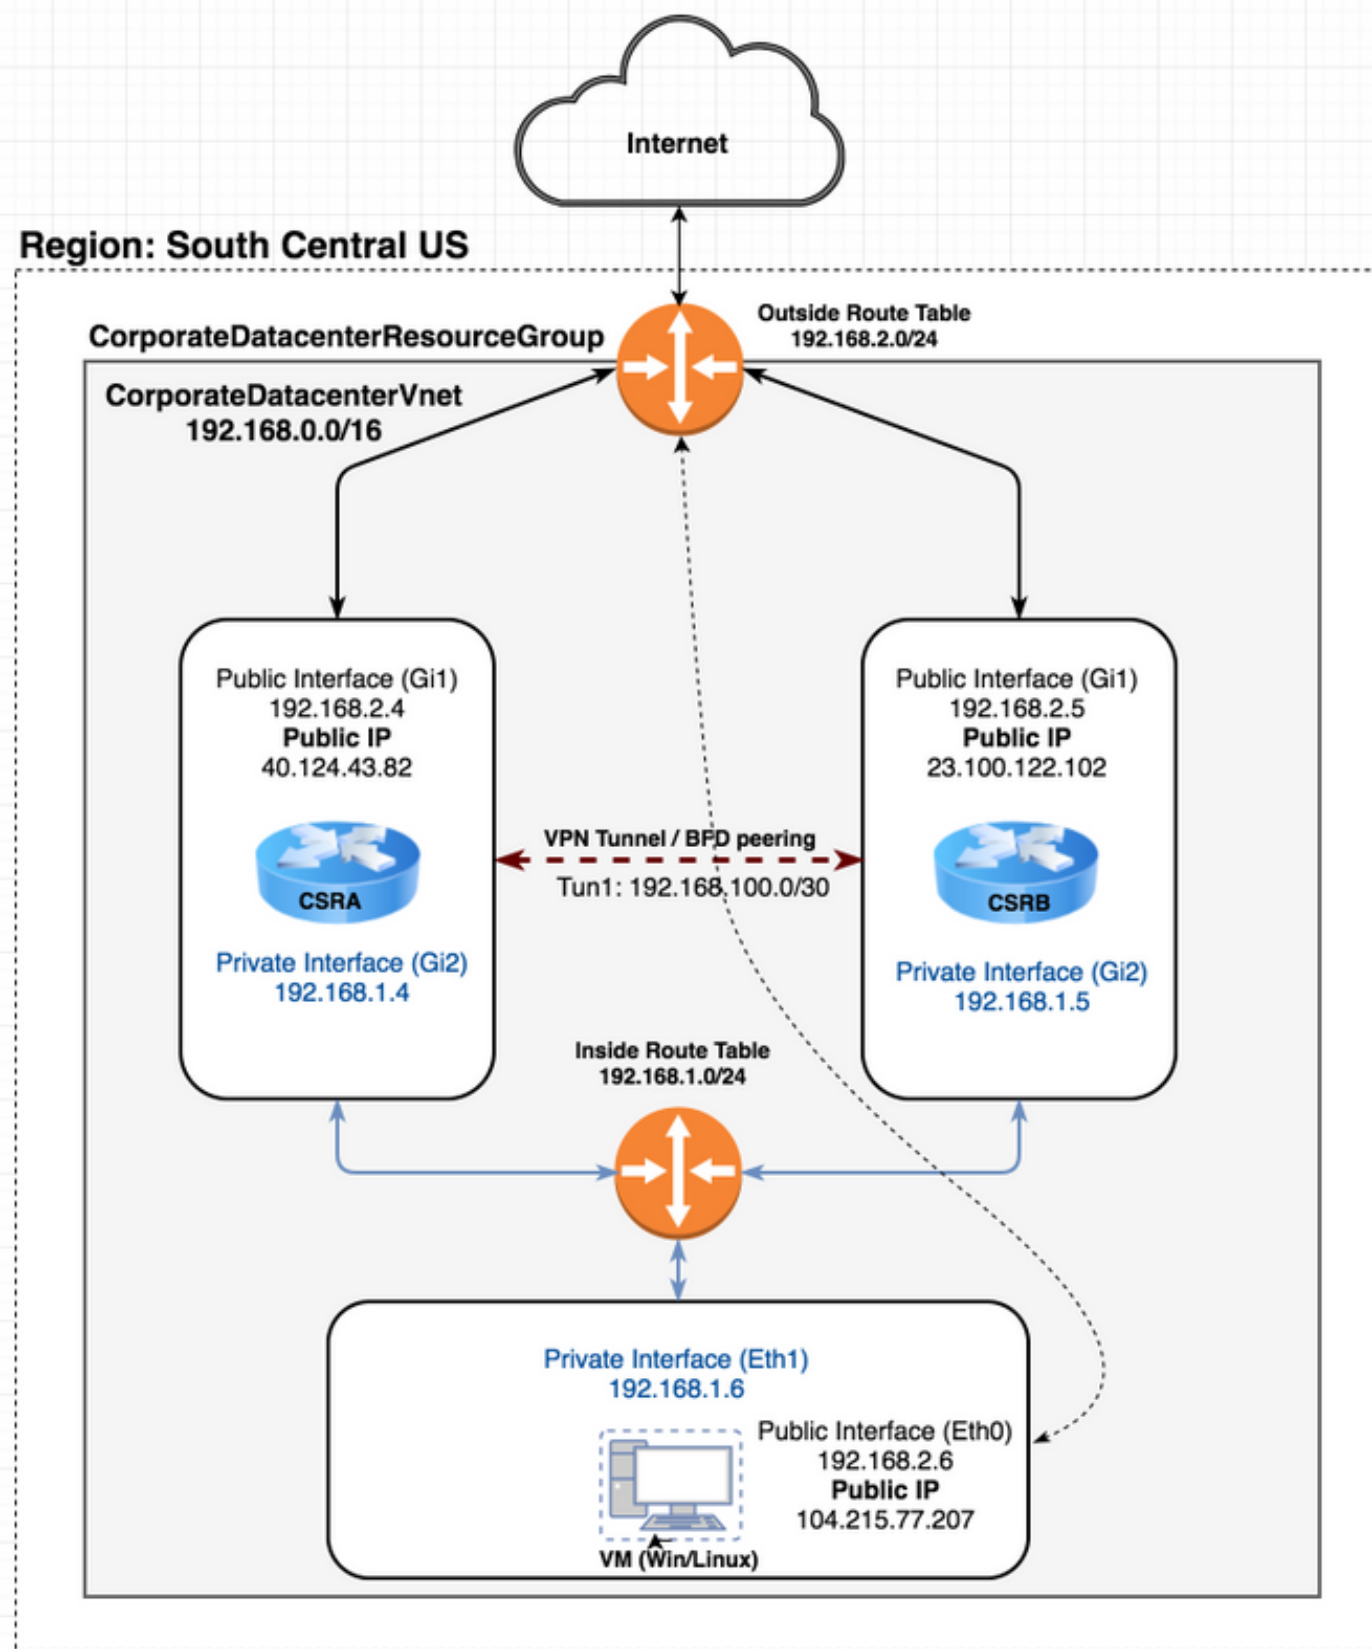 Internet
Region: South Central US
Outside Route Table
192.168.2.0/24
CorporateDatacenterResourceGroup
CorporateDatacenterVnet
192.168.0.0/16
Public Interface (Gi1)
192.168.2.4
Public IP
40.124.43.82
CSRA
Private Interface (Gi2)
192.168.1.4
VPN Tunnel / BFD peering
Tun1: 192.168.100.0/30
Public Interface (Gi1)
192.168.2.5
Public IP
23.100.122.102
CSRB
Private Interface (Gi2)
192.168.1.5
Inside Route Table
192.168.1.0/24
Private Interface (Eth1)
192.168.1.6
Public Interface (Eth0)
192.168.2.6
Public IP
104.215.77.207
VM (Win/Linux)